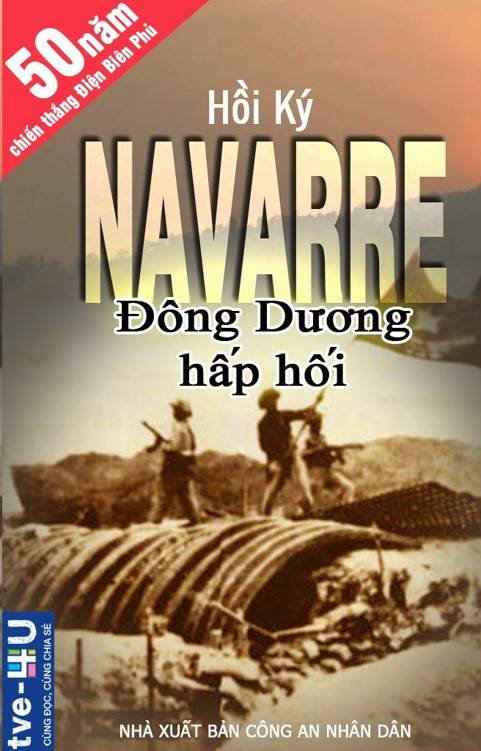 50 năm
chiến thắng Điện Biên Phủ
Hồi Ký
NAVARRE
Đông Dương
hấp hối
tve-4U
CÙNG ĐỌC, CÙNG CHIA SẺ
NHÀ XUẤT BẢN CÔNG AN NHÂN DÂN